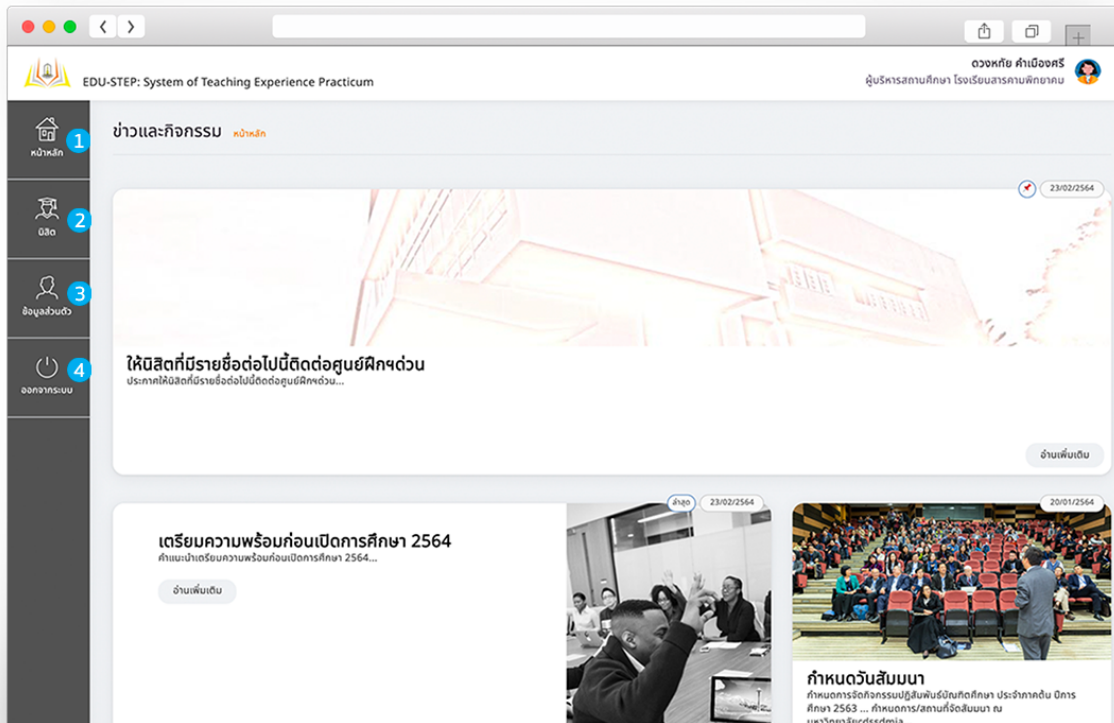 EDU-STEP: System of Teaching Experience Practicum
ดวงหทัย คำเมืองศรี
ผู้บริหารสถานศึกษา โรงเรียนสารคามพิทยาคม
1
หน้าหลัก
2
นิสิต
3
ข้อมูลส่วนตัว
4
ออกจากระบบ
ข่าวและกิจกรรม หน้าหลัก
23/02/2564
ให้นิสิตที่มีรายชื่อต่อไปนี้ติดต่อศูนย์ฝึกฯด่วน
ประกาศให้นิสิตที่มีรายชื่อต่อไปนี้ติดต่อศูนย์ฝึกฯด่วน...
อ่านเพิ่มเติม
ล่าสุด 23/02/2564
เตรียมความพร้อมก่อนเปิดการศึกษา 2564
คำแนะนำเตรียมความพร้อมก่อนเปิดการศึกษา 2564...
อ่านเพิ่มเติม
20/01/2564
กำหนดวันสัมมนา
กำหนดการจัดกิจกรรมปฏิสัมพันธ์บัณฑิตศึกษา ประจำภาคต้น ปีการ
ศึกษา 2563 ... กำหนดการ/สถานที่จัดสัมมนา ณ